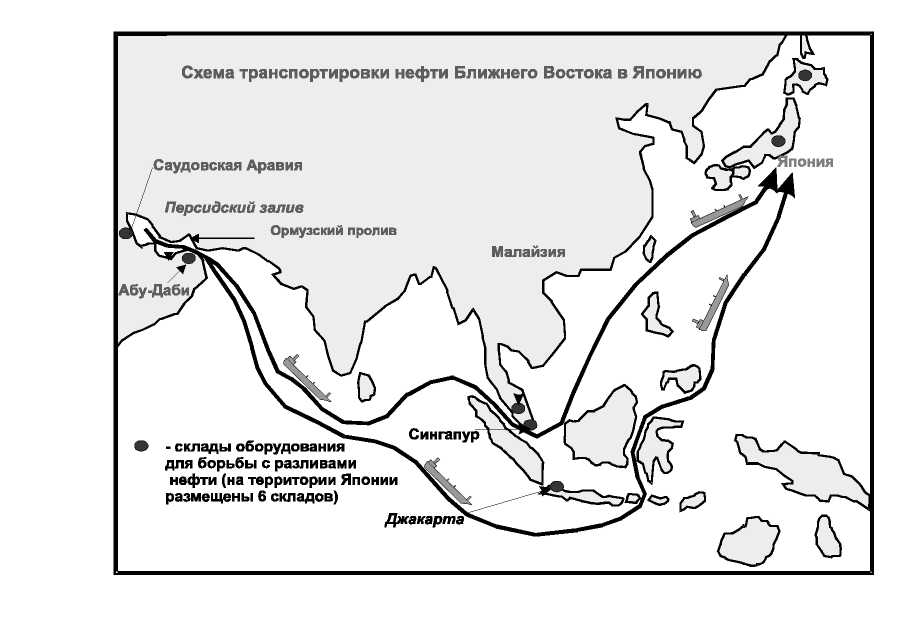 Схема транспортировки нефти Ближнего Востока в Японию
Япония
Саудовская Аравия
Персидский залив
Ормузский пролив
Малайзия
Абу-Даби
Сингапур
- склады оборудования
для борьбы с разливами
нефти (на территории Японии
размещены 6 складов)
Джакарта